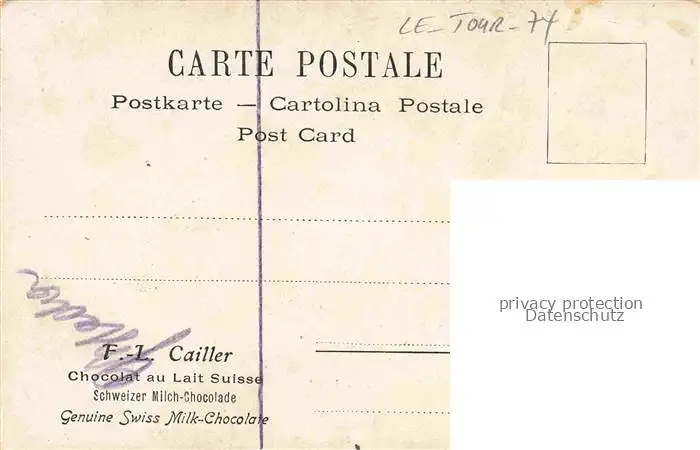 LE-TOUR-74
CARTE POSTALE
Postkarte — Cartolina Postale
Post Card
privacy protection
Datenschutz
F.-L. Cailler
Chocolat au Lait Suisse
Schweizer Milch-Chocolade
Genuine Swiss Milk-Chocolate